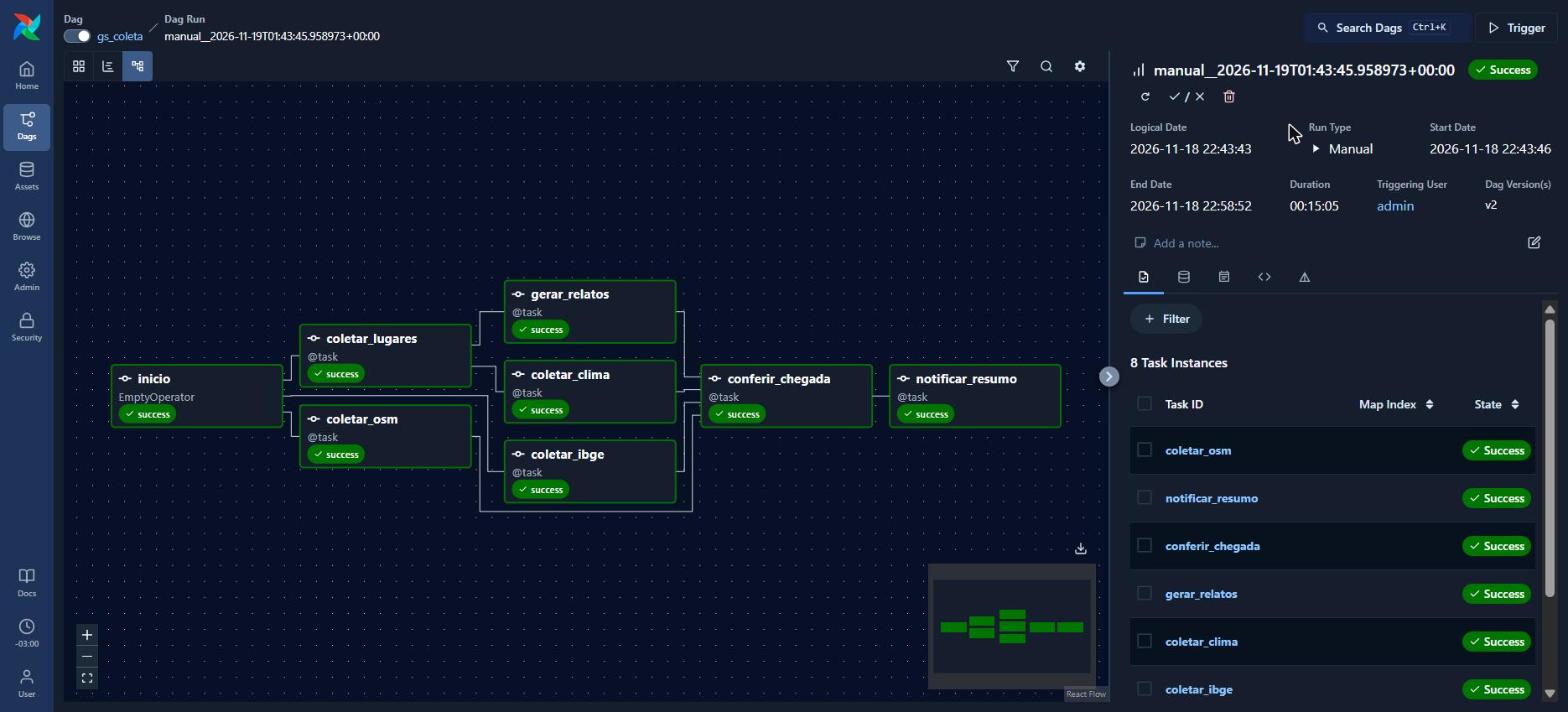 Dag
gs_coleta
Dag Run
manual__2026-11-19T01:43:45.958973+00:00
Search Dags Ctrl+K
Trigger
Home
Dags
Assets
Browse
Admin
Security
Docs
-03:00
User
inicio
EmptyOperator
success
coletar_lugares
@task
success
coletar_osm
@task
success
gerar_relatos
@task
success
coletar_clima
@task
success
coletar_ibge
@task
success
conferir_chegada
@task
success
notificar_resumo
@task
success
React Flow
manual__2026-11-19T01:43:45.958973+00:00 Success
Logical Date Run Type Start Date
2026-11-18 22:43:43 Manual 2026-11-18 22:43:46
End Date Duration Triggering User Dag Version(s)
2026-11-18 22:58:52 00:15:05 admin v2
Add a note...
Filter
8 Task Instances
Task ID Map Index State
coletar_osm Success
notificar_resumo Success
conferir_chegada Success
gerar_relatos Success
coletar_clima Success
coletar_ibge Success